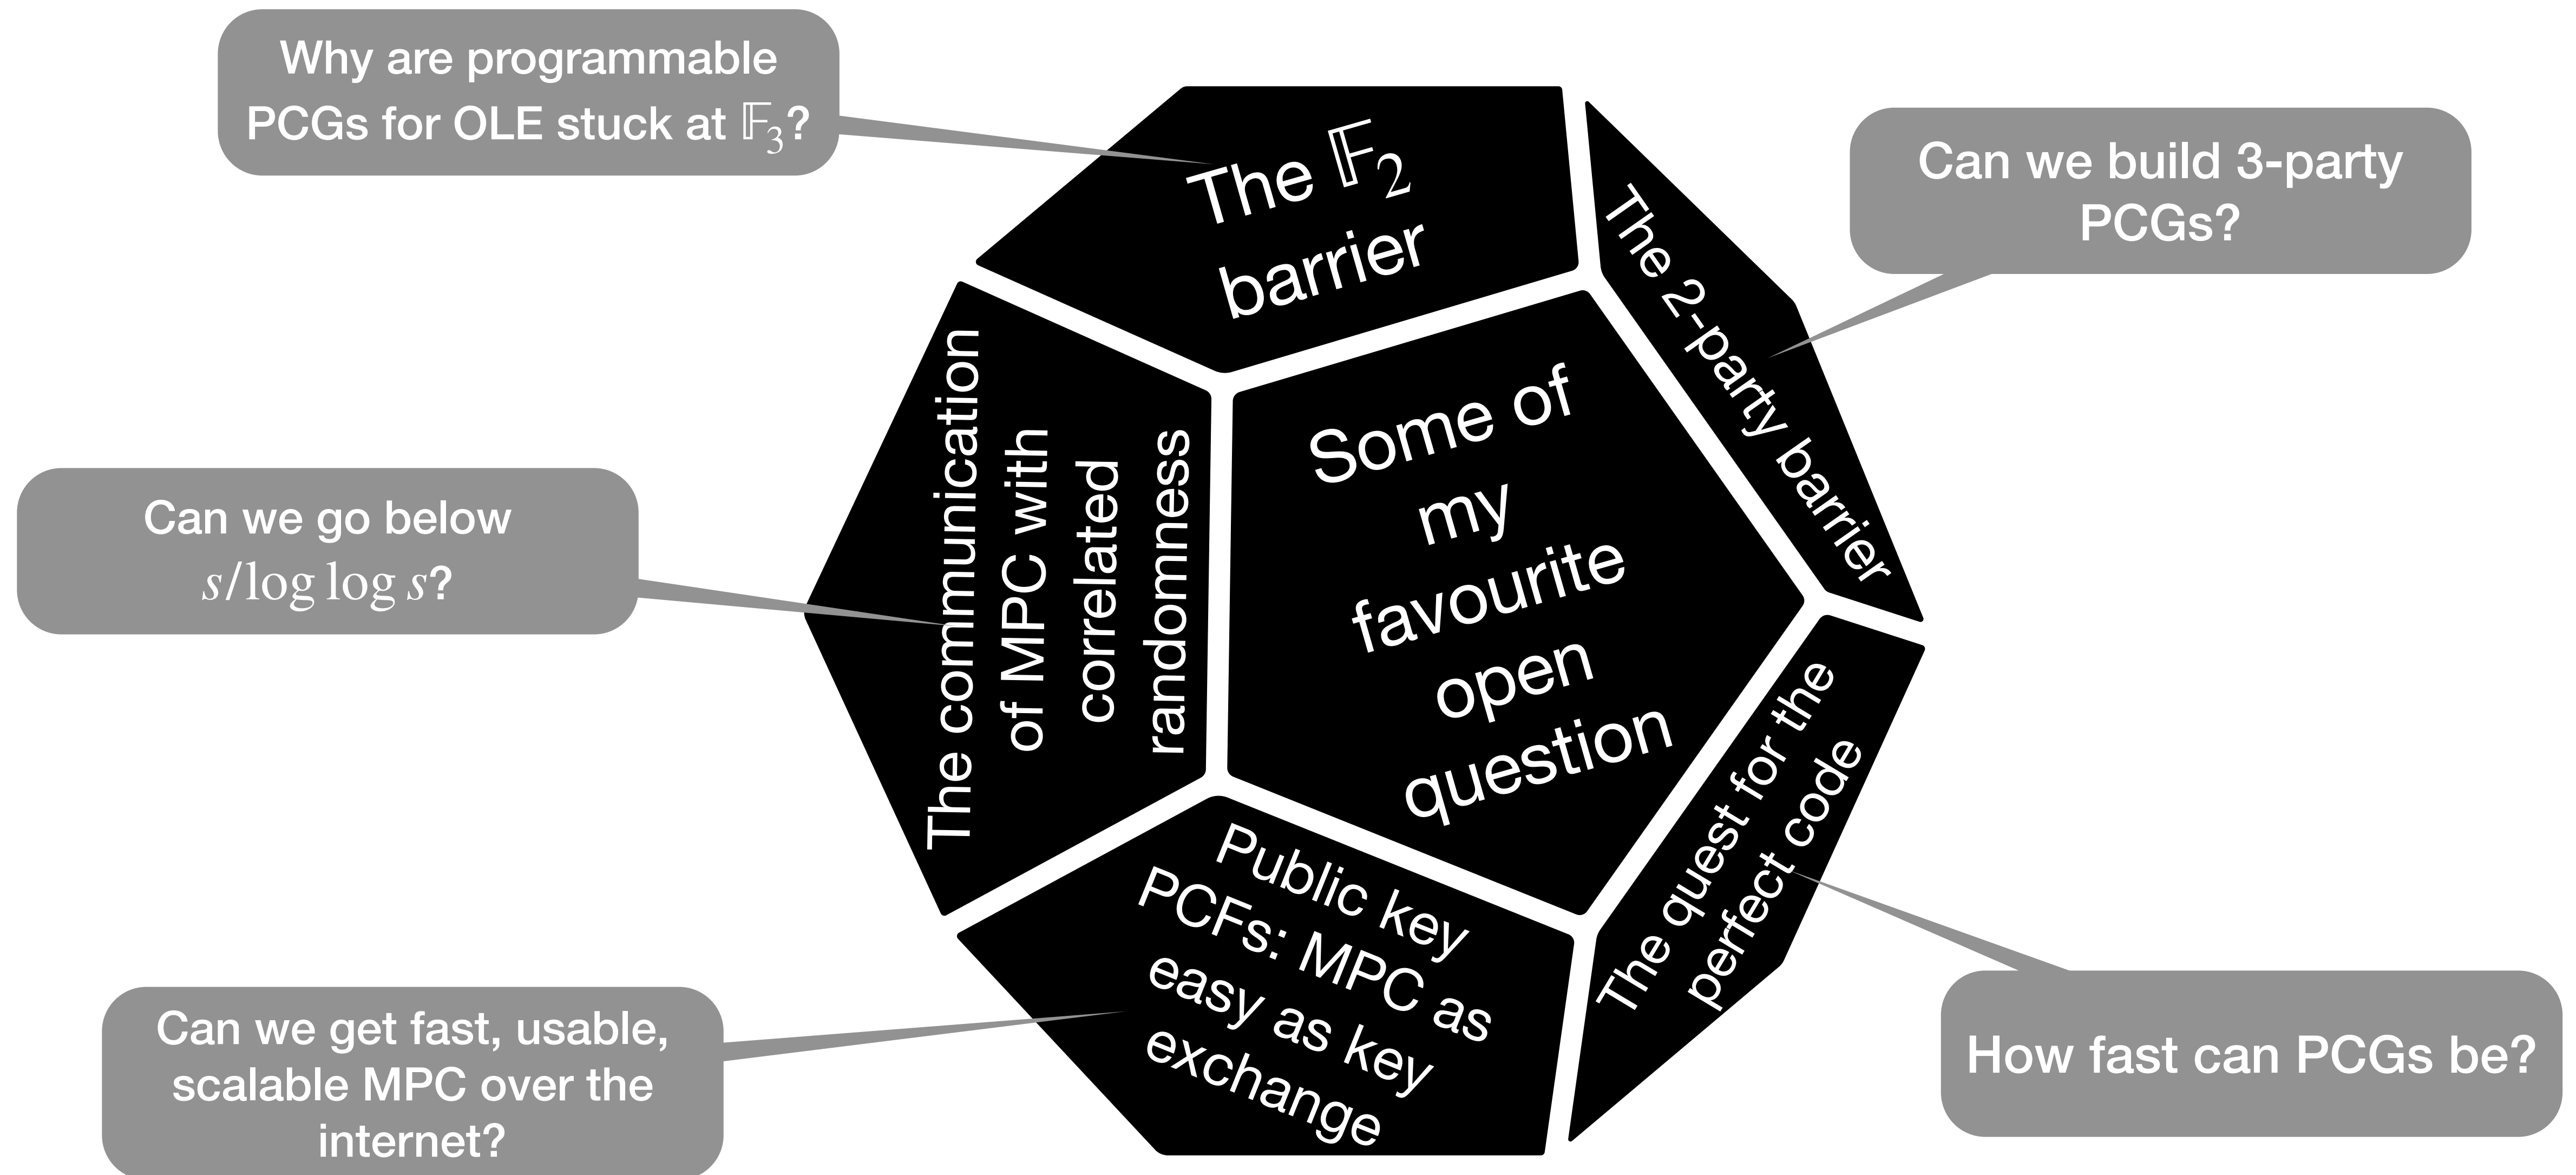 Why are programmable
PCGs for OLE stuck at 𝔽₃?
The 𝔽₂
barrier
Can we build 3-party
PCGs?
The 2-party barrier
Can we go below
s/log log s?
The communication
of MPC with
correlated
randomness
Some of
my
favourite
open
question
Can we get fast, usable,
scalable MPC over the
internet?
Public key
PCFs: MPC as
easy as key
exchange
The quest for the
perfect code
How fast can PCGs be?